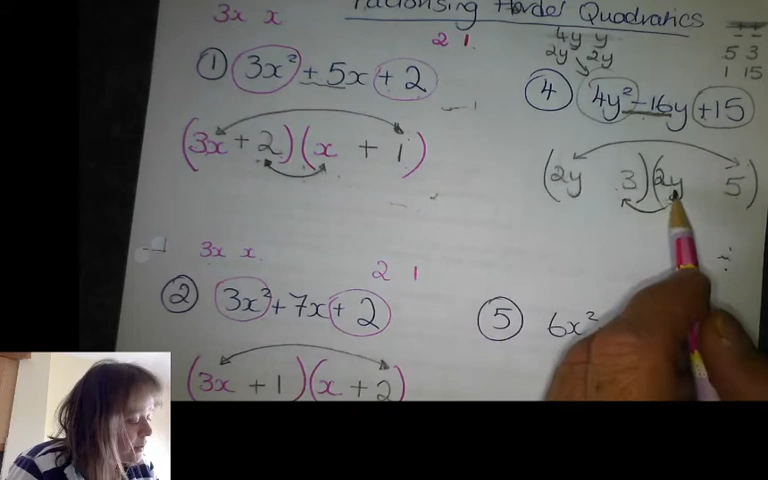 Factorising Harder Quadratics
3x x
2 1
① 3x² + 5x + 2
(3x + 2)(x + 1)
3x x
2 1
② 3x² + 7x + 2
(3x + 1)(x + 2)
4y y
2y 2y
- -
5 3
1 15
④ 4y² - 16y + 15
(2y 3)(2y 5)
⑤ 6x²